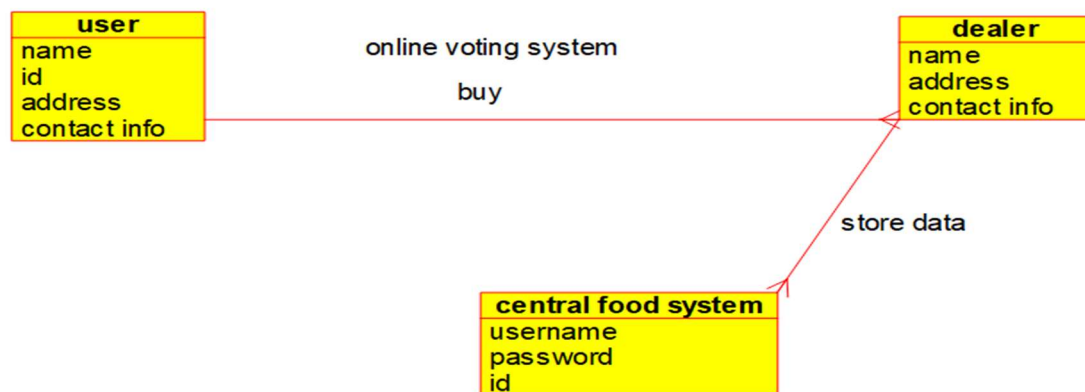 user
name
id
address
contact info
online voting system
buy
dealer
name
address
contact info
store data
central food system
username
password
id